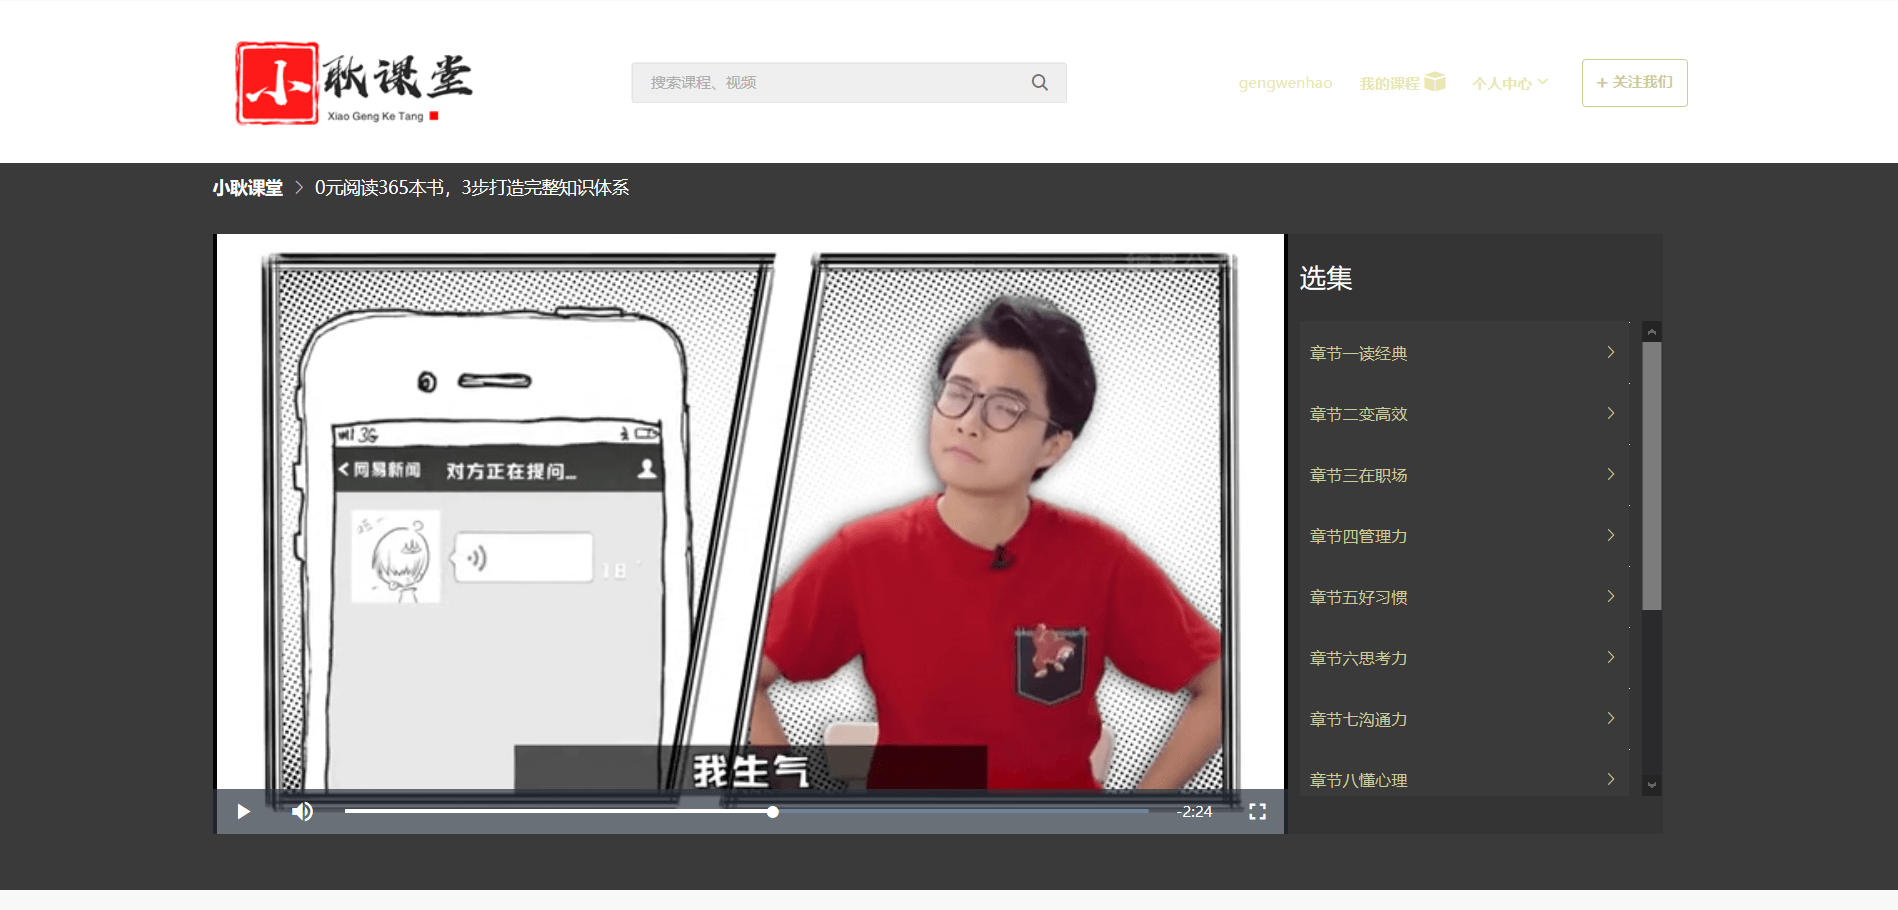 小耿课堂
Xiao Geng Ke Tang
搜索课程、视频
gengwenhao
我的课程
个人中心
+ 关注我们
小耿课堂 > 0元阅读365本书，3步打造完整知识体系
3G
< 网易新闻 对方正在提问...
我生气
-2:24
选集
章节一读经典
章节二变高效
章节三在职场
章节四管理力
章节五好习惯
章节六思考力
章节七沟通力
章节八懂心理